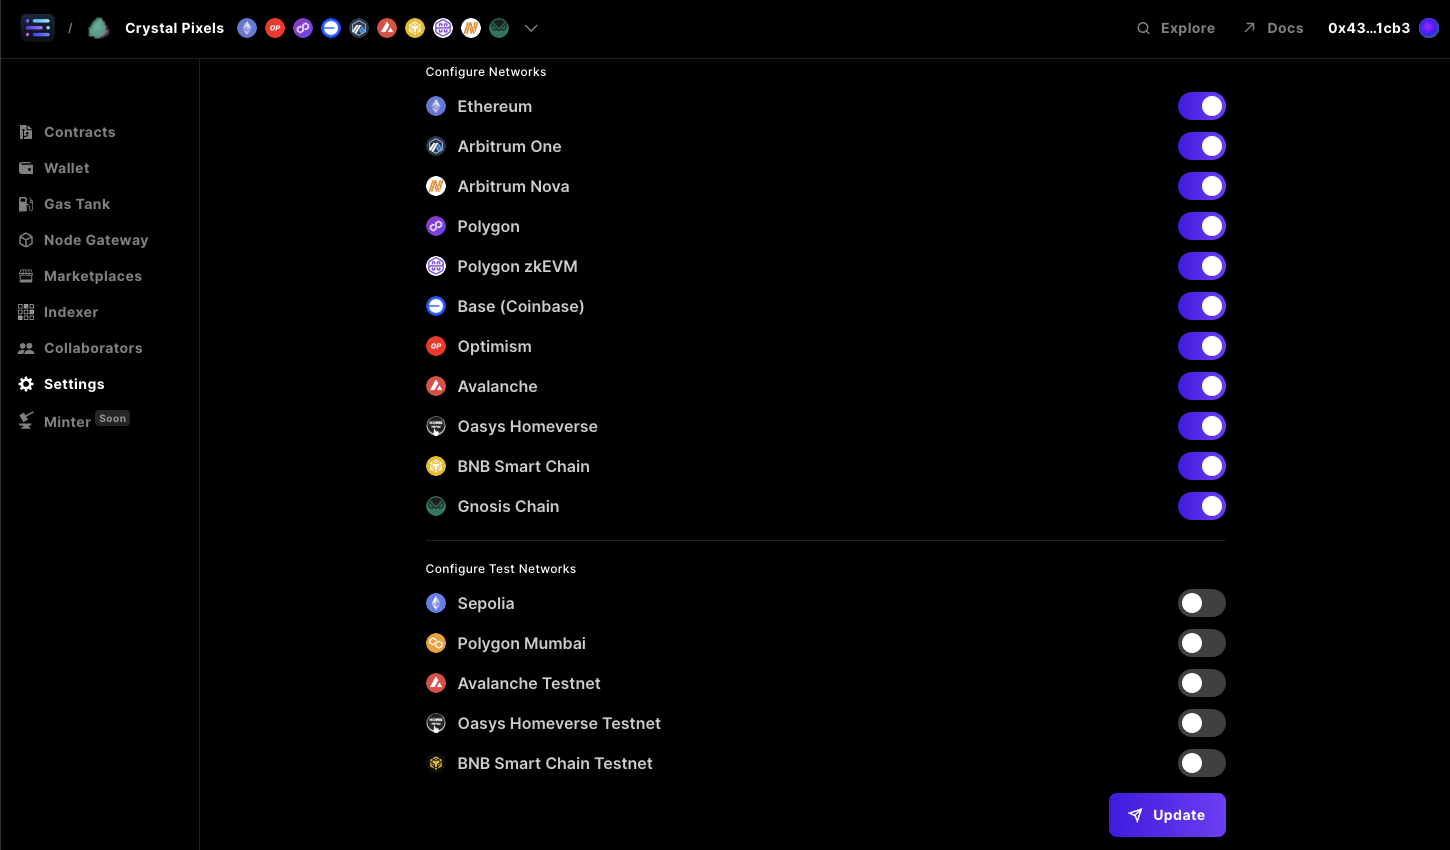 / Crystal Pixels
Explore
Docs
0x43...1cb3
Contracts
Wallet
Gas Tank
Node Gateway
Marketplaces
Indexer
Collaborators
Settings
Minter Soon
Configure Networks
Ethereum
Arbitrum One
Arbitrum Nova
Polygon
Polygon zkEVM
Base (Coinbase)
OP Optimism
Avalanche
Oasys Homeverse
BNB Smart Chain
Gnosis Chain
Configure Test Networks
Sepolia
Polygon Mumbai
Avalanche Testnet
Oasys Homeverse Testnet
BNB Smart Chain Testnet
Update